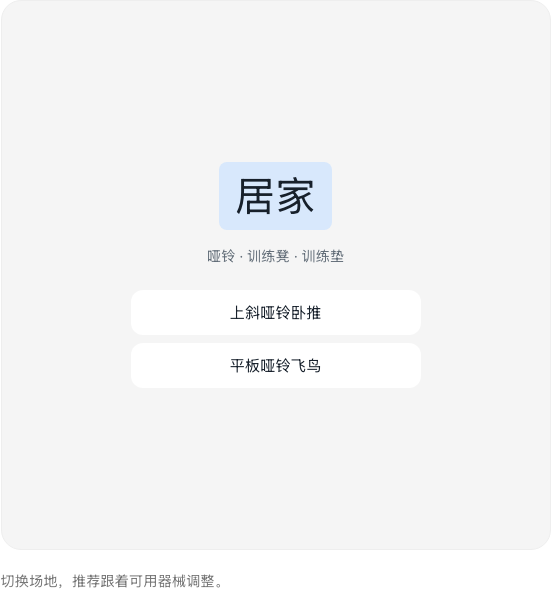 居家
哑铃 · 训练凳 · 训练垫
上斜哑铃卧推
平板哑铃飞鸟
切换场地，推荐跟着可用器械调整。